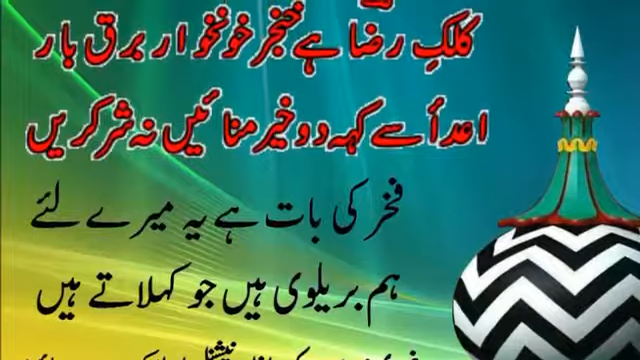 کلکِ رضا ہے خنجر خونخوار برق بار
اعدأ سے کہہ دو خیر منائیں نہ شر کریں
فخر کی بات ہے یہ میرے لئے
ہم بریلوی ہیں جو کہلاتے ہیں